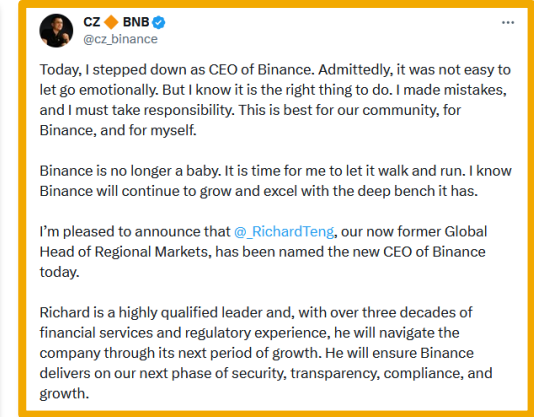 CZ 🔶 BNB
@cz_binance
Today, I stepped down as CEO of Binance. Admittedly, it was not easy to
let go emotionally. But I know it is the right thing to do. I made mistakes,
and I must take responsibility. This is best for our community, for
Binance, and for myself.
Binance is no longer a baby. It is time for me to let it walk and run. I know
Binance will continue to grow and excel with the deep bench it has.
I’m pleased to announce that @_RichardTeng, our now former Global
Head of Regional Markets, has been named the new CEO of Binance
today.
Richard is a highly qualified leader and, with over three decades of
financial services and regulatory experience, he will navigate the
company through its next period of growth. He will ensure Binance
delivers on our next phase of security, transparency, compliance, and
growth.